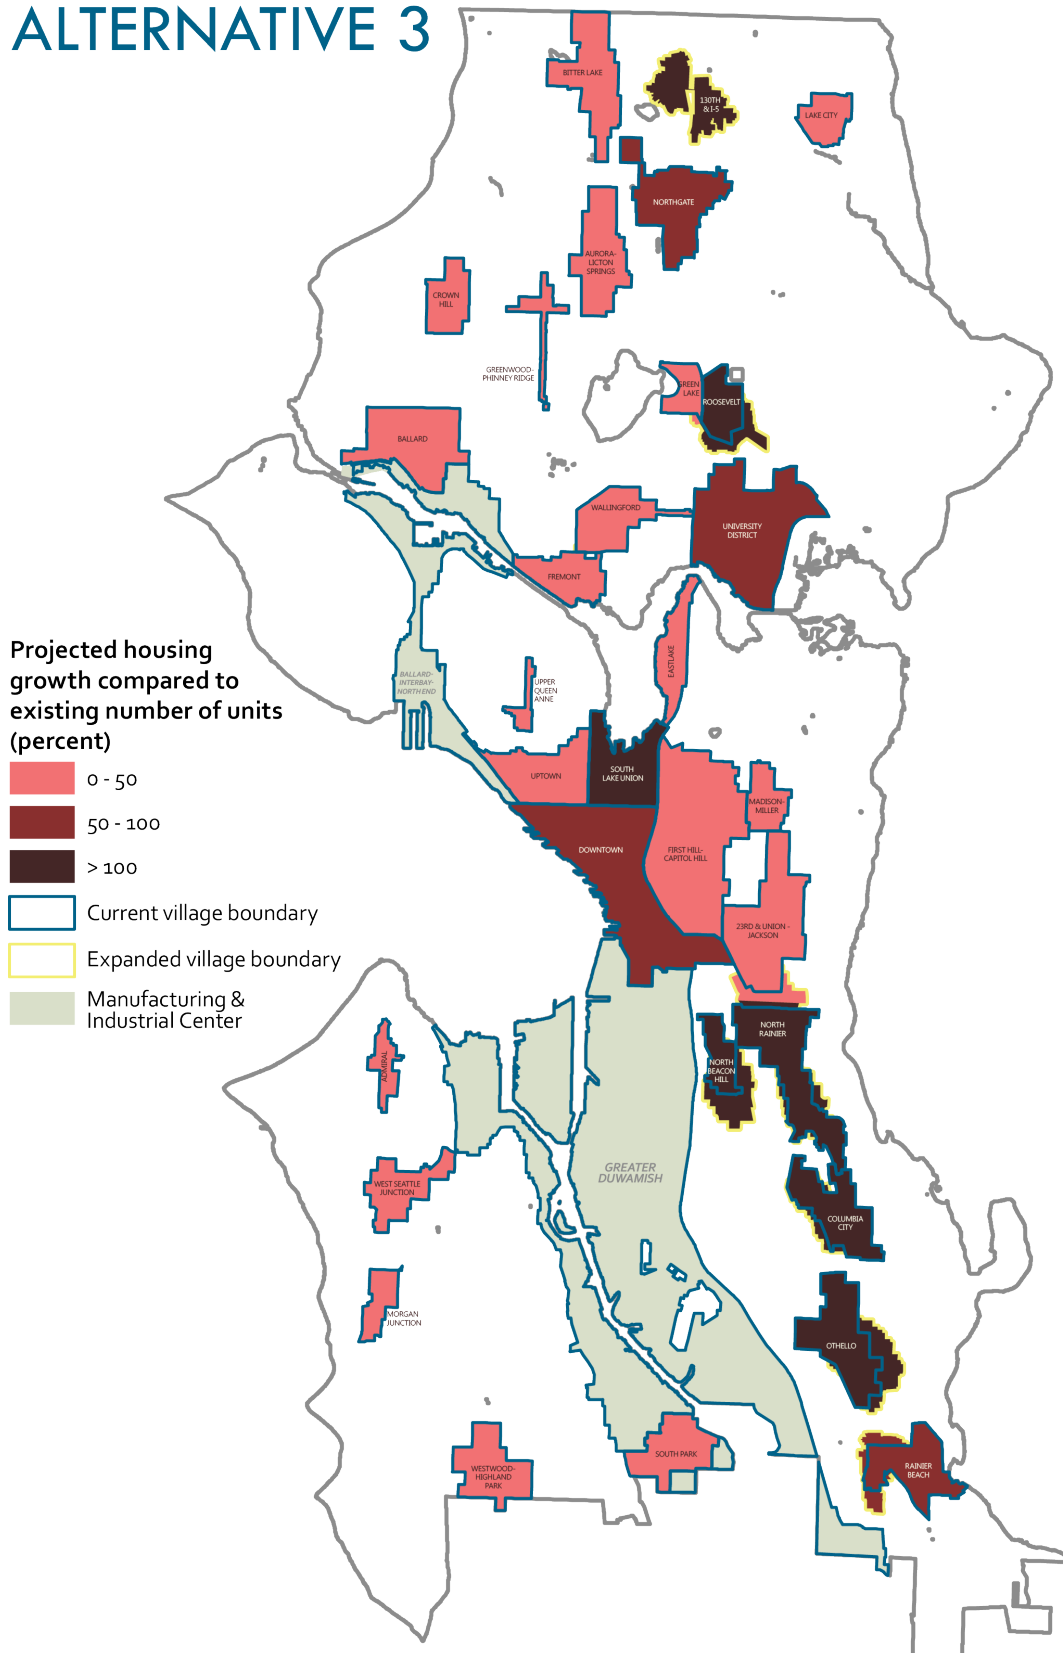 ALTERNATIVE 3
BITTER LAKE
130TH
& I-5
LAKE CITY
NORTHGATE
AURORA-
LICTON
SPRINGS
CROWN
HILL
GREENWOOD-
PHINNEY RIDGE
GREEN
LAKE
ROOSEVELT
BALLARD
WALLINGFORD
UNIVERSITY
DISTRICT
FREMONT
EASTLAKE
BALLARD-
INTERBAY-
NORTHEND
UPPER
QUEEN
ANNE
Projected housing
growth compared to
existing number of units
(percent)
0 - 50
50 - 100
> 100
Current village boundary
Expanded village boundary
Manufacturing &
Industrial Center
UPTOWN
SOUTH
LAKE UNION
MADISON-
MILLER
DOWNTOWN
FIRST HILL-
CAPITOL HILL
23RD & UNION -
JACKSON
NORTH
RAINIER
ADMIRAL
NORTH
BEACON
HILL
GREATER
DUWAMISH
WEST SEATTLE
JUNCTION
COLUMBIA
CITY
MORGAN
JUNCTION
OTHELLO
SOUTH PARK
WESTWOOD-
HIGHLAND
PARK
RAINIER
BEACH